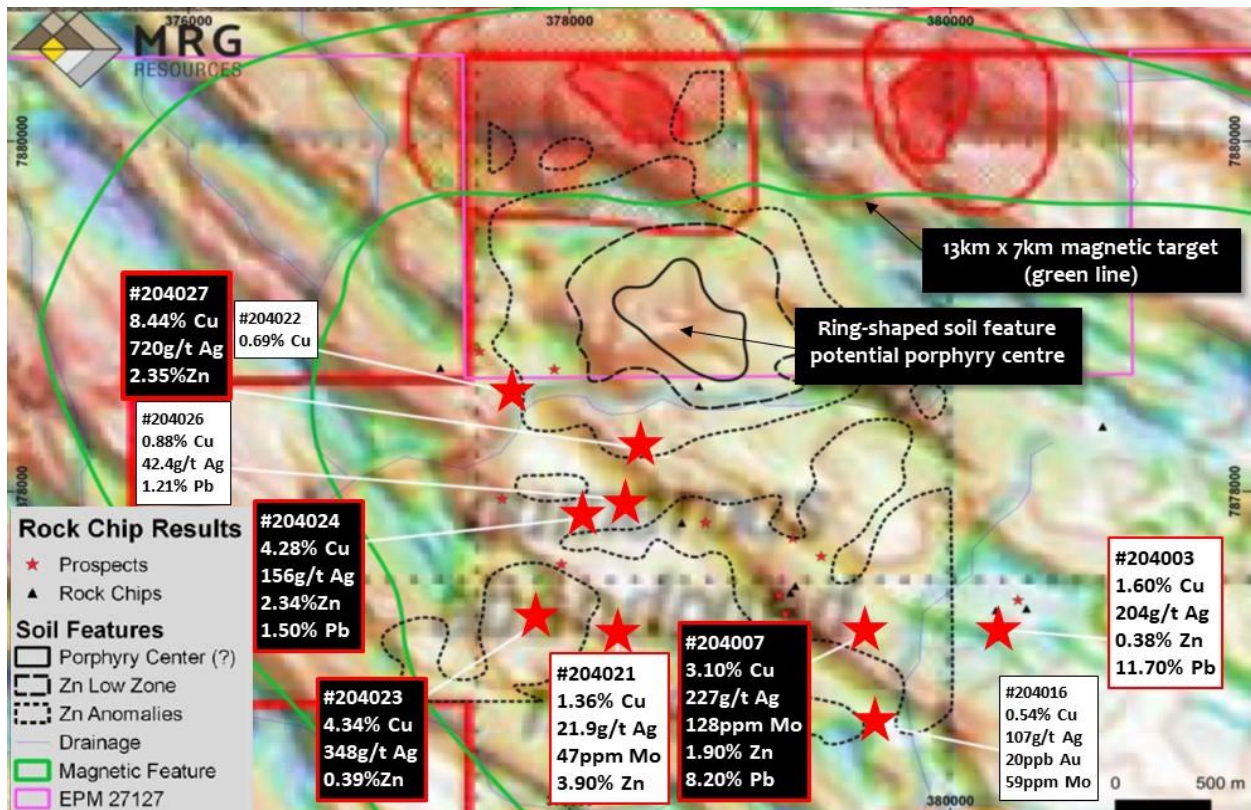 376000
378000
380000
MRG
RESOURCES
7880000
7880000
13km x 7km magnetic target
(green line)
Ring-shaped soil feature
potential porphyry centre
#204027
8.44% Cu
720g/t Ag
2.35%Zn
#204022
0.69% Cu
#204026
0.88% Cu
42.4g/t Ag
1.21% Pb
7878000
7878000
#204024
4.28% Cu
156g/t Ag
2.34%Zn
1.50% Pb
#204023
4.34% Cu
348g/t Ag
0.39%Zn
#204021
1.36% Cu
21.9g/t Ag
47ppm Mo
3.90% Zn
#204007
3.10% Cu
227g/t Ag
128ppm Mo
1.90% Zn
8.20% Pb
#204003
1.60% Cu
204g/t Ag
0.38% Zn
11.70% Pb
#204016
0.54% Cu
107g/t Ag
20ppb Au
59ppm Mo
Rock Chip Results
Prospects
Rock Chips
Soil Features
Porphyry Center (?)
Zn Low Zone
Zn Anomalies
Drainage
Magnetic Feature
EPM 27127
380000
0 500 m